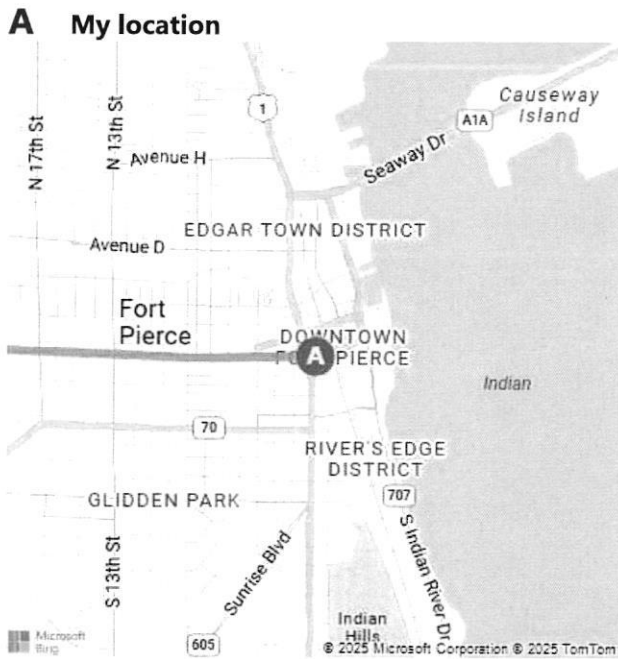 A My location
Causeway
Island
1
A1A
Seaway Dr
N 17th St
N 13th St
Avenue H
EDGAR TOWN DISTRICT
Avenue D
Fort
Pierce
DOWNTOWN
A
PIERCE
Indian
70
RIVER'S EDGE
DISTRICT
GLIDDEN PARK
707
S 13th St
Sunrise Blvd
S Indian River Dr
605
Indian
Hills
Microsoft
Bing
© 2025 Microsoft Corporation © 2025 TomTom